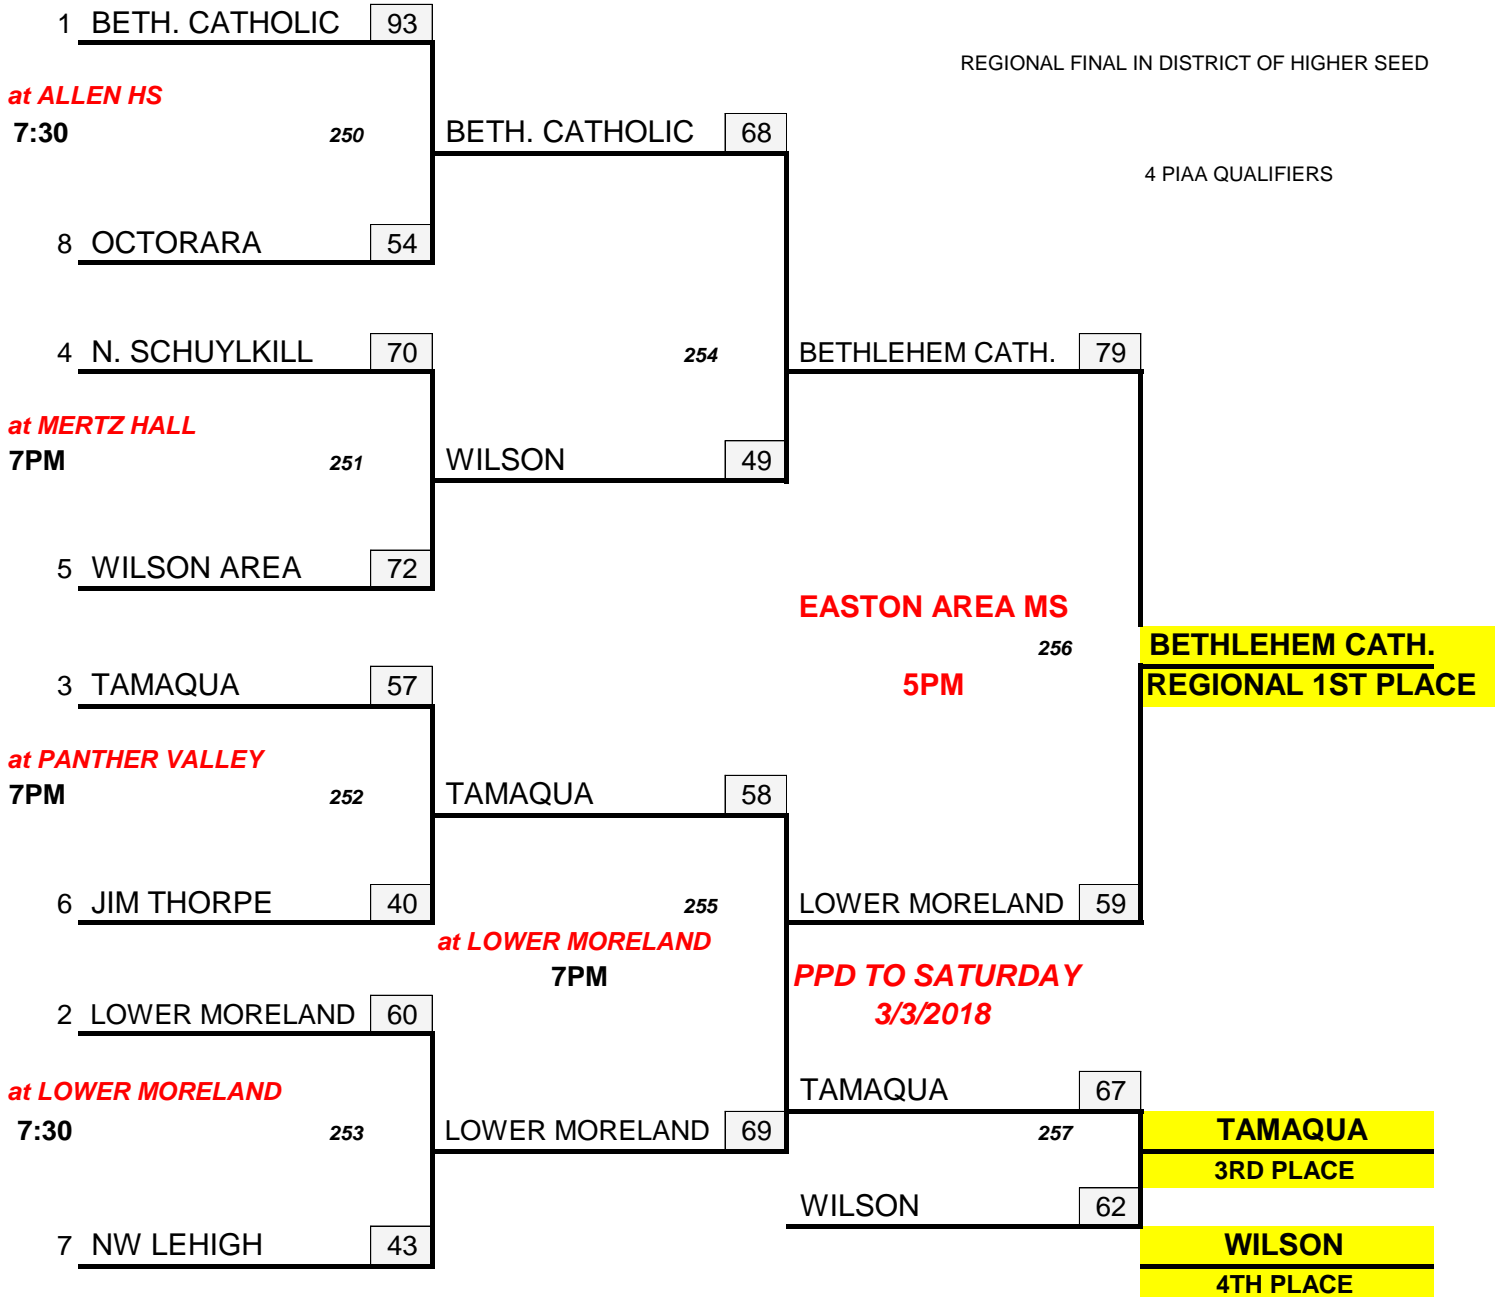 1 BETH. CATHOLIC 93
REGIONAL FINAL IN DISTRICT OF HIGHER SEED
at ALLEN HS
7:30 250 BETH. CATHOLIC 68
4 PIAA QUALIFIERS
8 OCTORARA 54
4 N. SCHUYLKILL 70 254 BETHLEHEM CATH. 79
at MERTZ HALL
7PM 251 WILSON 49
5 WILSON AREA 72
EASTON AREA MS
256 BETHLEHEM CATH.
3 TAMAQUA 57 5PM REGIONAL 1ST PLACE
at PANTHER VALLEY
7PM 252 TAMAQUA 58
6 JIM THORPE 40 255 LOWER MORELAND 59
at LOWER MORELAND
7PM PPD TO SATURDAY
2 LOWER MORELAND 60 3/3/2018
at LOWER MORELAND TAMAQUA 67
7:30 253 LOWER MORELAND 69 257 TAMAQUA
3RD PLACE
WILSON 62
7 NW LEHIGH 43 WILSON
4TH PLACE